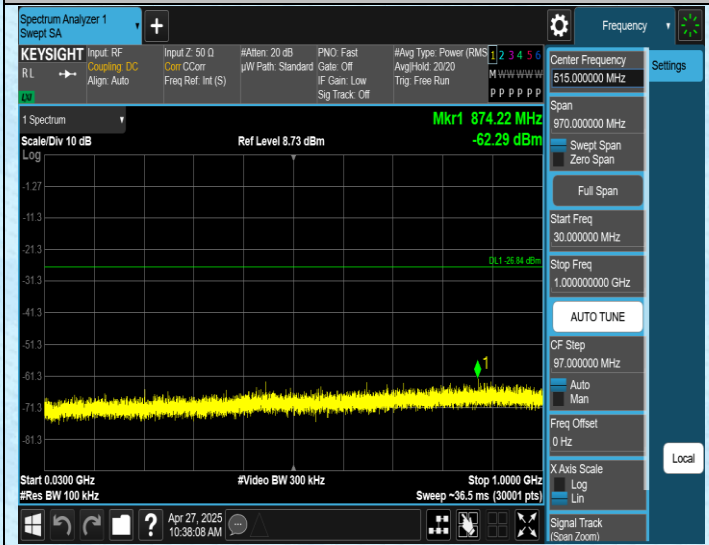 Spectrum Analyzer 1
Swept SA
Frequency
KEYSIGHT
RL
LU
Input: RF
Coupling: DC
Align: Auto
Input Z: 50 Ω
Corr CCorr
Freq Ref: Int (S)
#Atten: 20 dB
µW Path: Standard
PNO: Fast
Gate: Off
IF Gain: Low
Sig Track: Off
#Avg Type: Power (RMS
Avg|Hold: 20/20
Trig: Free Run
1 2 3 4 5 6
M W W W W W
P P P P P P
1 Spectrum
Scale/Div 10 dB
Log
Ref Level 8.73 dBm
Mkr1 874.22 MHz
-62.29 dBm
-1.27
-11.3
-21.3
DL1 -26.84 dBm
-31.3
-41.3
-51.3
1
-61.3
-71.3
-81.3
Start 0.0300 GHz
#Res BW 100 kHz
#Video BW 300 kHz
Stop 1.0000 GHz
Sweep ~36.5 ms (30001 pts)
Center Frequency
515.000000 MHz
Settings
Span
970.000000 MHz
Swept Span
Zero Span
Full Span
Start Freq
30.000000 MHz
Stop Freq
1.000000000 GHz
AUTO TUNE
CF Step
97.000000 MHz
Auto
Man
Freq Offset
0 Hz
X Axis Scale
Log
Lin
Local
Signal Track
(Span Zoom)
?
Apr 27, 2025
10:38:08 AM